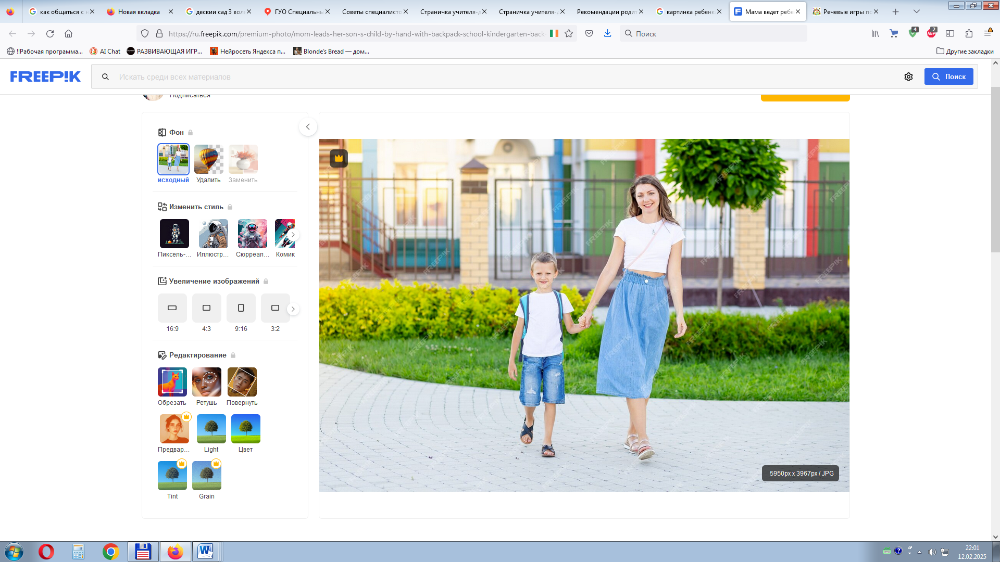 как общаться с н
Новая вкладка
дескии сад 3 вол
ГУО Специальны
Советы специалисто
Страничка учителя-д
Страничка учителя-д
Рекомендации родит
картинка ребенк
Мама ведет ребе
Речевые игры по
https://ru.freepik.com/premium-photo/mom-leads-her-son-s-child-by-hand-with-backpack-school-kindergarten-back
Поиск
4
ABP
2
!!Рабочая программа...
AI Chat
РАЗВИВАЮЩАЯ ИГР...
Нейросеть Яндекса п...
Blonde's Bread — дом...
Другие закладки
FREEP!K
Искать среди всех материалов
Поиск
Подписаться
Фон
исходный
Удалить
Заменить
Изменить стиль
Пиксель-...
Иллюстр...
Сюрреал...
Комик
Увеличение изображений
16:9
4:3
9:16
3:2
Редактирование
Обрезать
Ретушь
Повернуть
Предвар...
Light
Цвет
Tint
Grain
FREEP!K
5950px x 3967px / JPG
22:01
12.02.2025